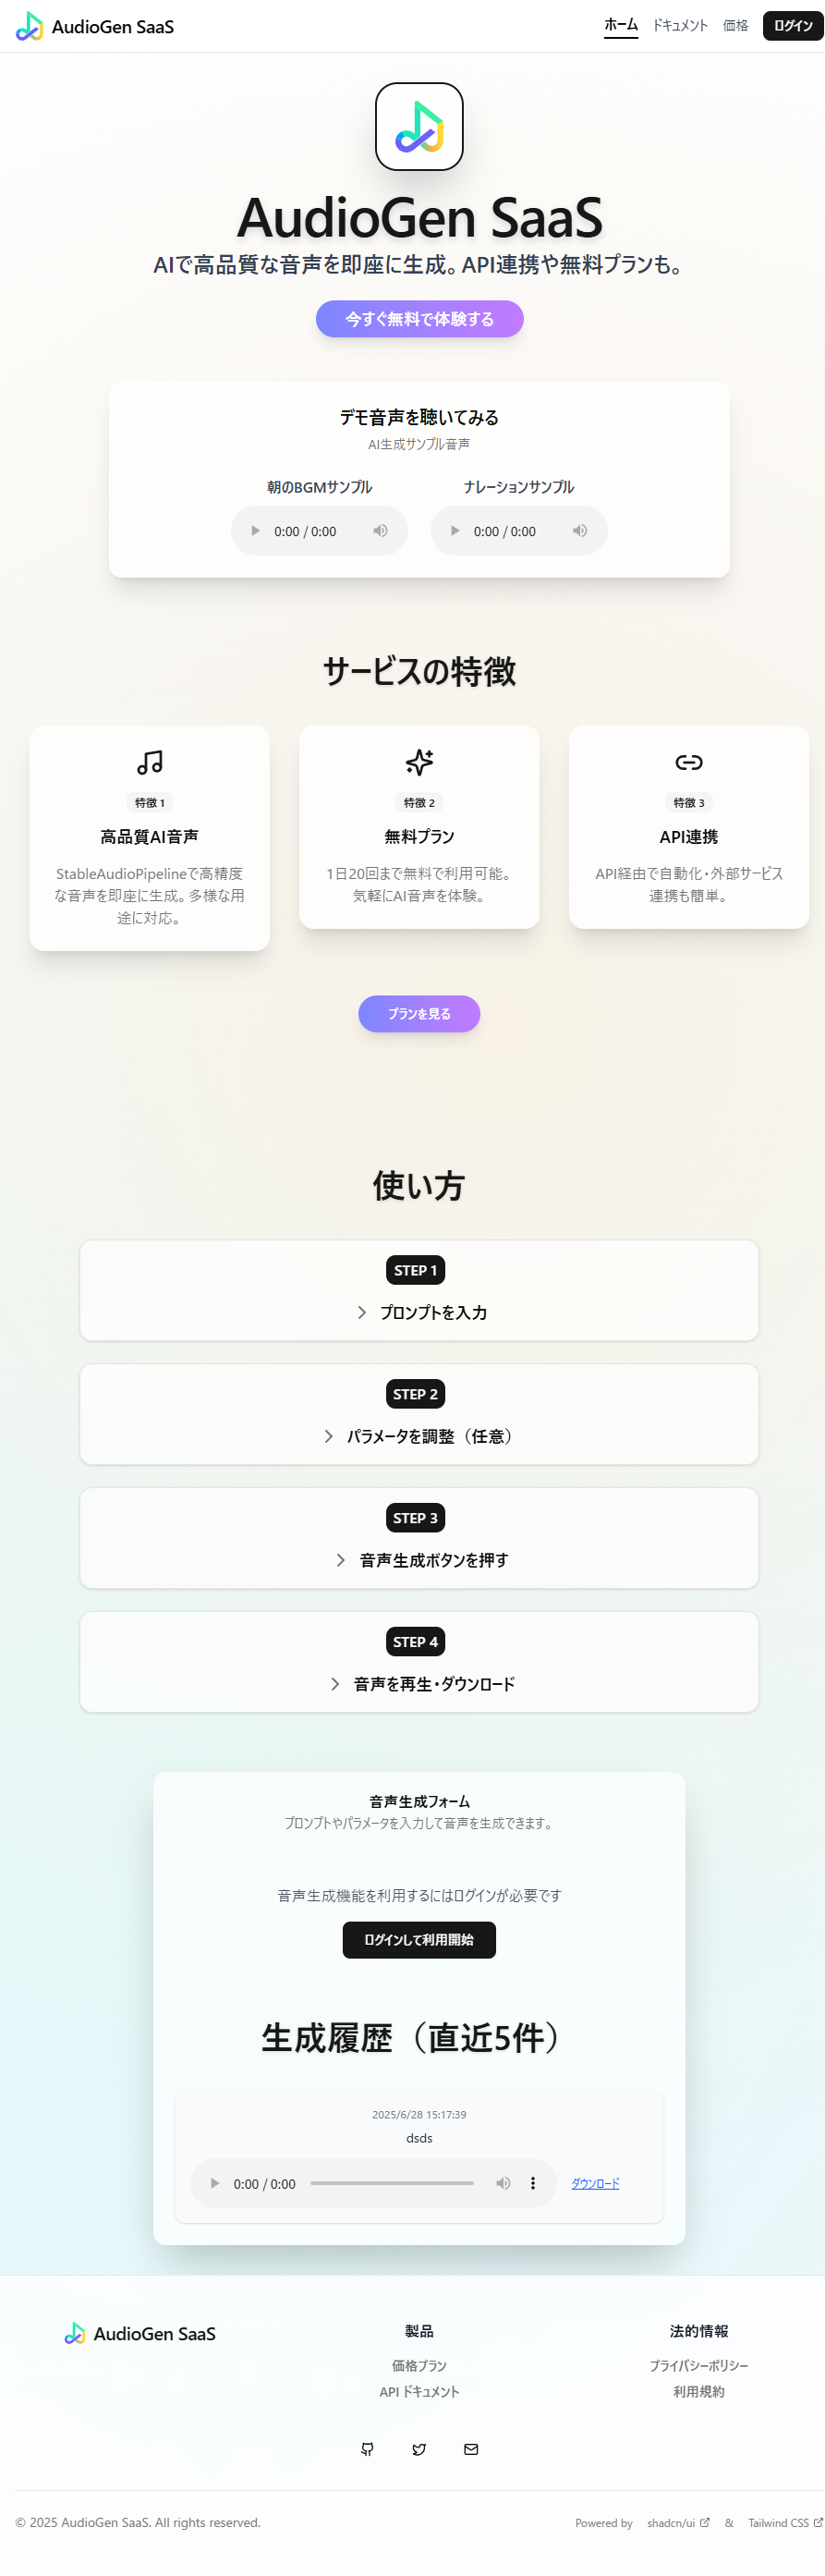 AudioGen SaaS
ホーム ドキュメント 価格 ログイン
AudioGen SaaS
AIで高品質な音声を即座に生成。API連携や無料プランも。
今すぐ無料で体験する
デモ音声を聴いてみる
AI生成サンプル音声
朝のBGMサンプル ナレーションサンプル
0:00 / 0:00 0:00 / 0:00
サービスの特徴
特徴 1
高品質AI音声
StableAudioPipelineで高精度
な音声を即座に生成。多様な用
途に対応。
特徴 2
無料プラン
1日20回まで無料で利用可能。
気軽にAI音声を体験。
特徴 3
API連携
API経由で自動化・外部サービス
連携も簡単。
プランを見る
使い方
STEP 1
プロンプトを入力
STEP 2
パラメータを調整（任意）
STEP 3
音声生成ボタンを押す
STEP 4
音声を再生・ダウンロード
音声生成フォーム
プロンプトやパラメータを入力して音声を生成できます。
音声生成機能を利用するにはログインが必要です
ログインして利用開始
生成履歴（直近5件）
2025/6/28 15:17:39
dsds
0:00 / 0:00 ダウンロード
AudioGen SaaS
製品
価格プラン
API ドキュメント
法的情報
プライバシーポリシー
利用規約
© 2025 AudioGen SaaS. All rights reserved.
Powered by shadcn/ui & Tailwind CSS